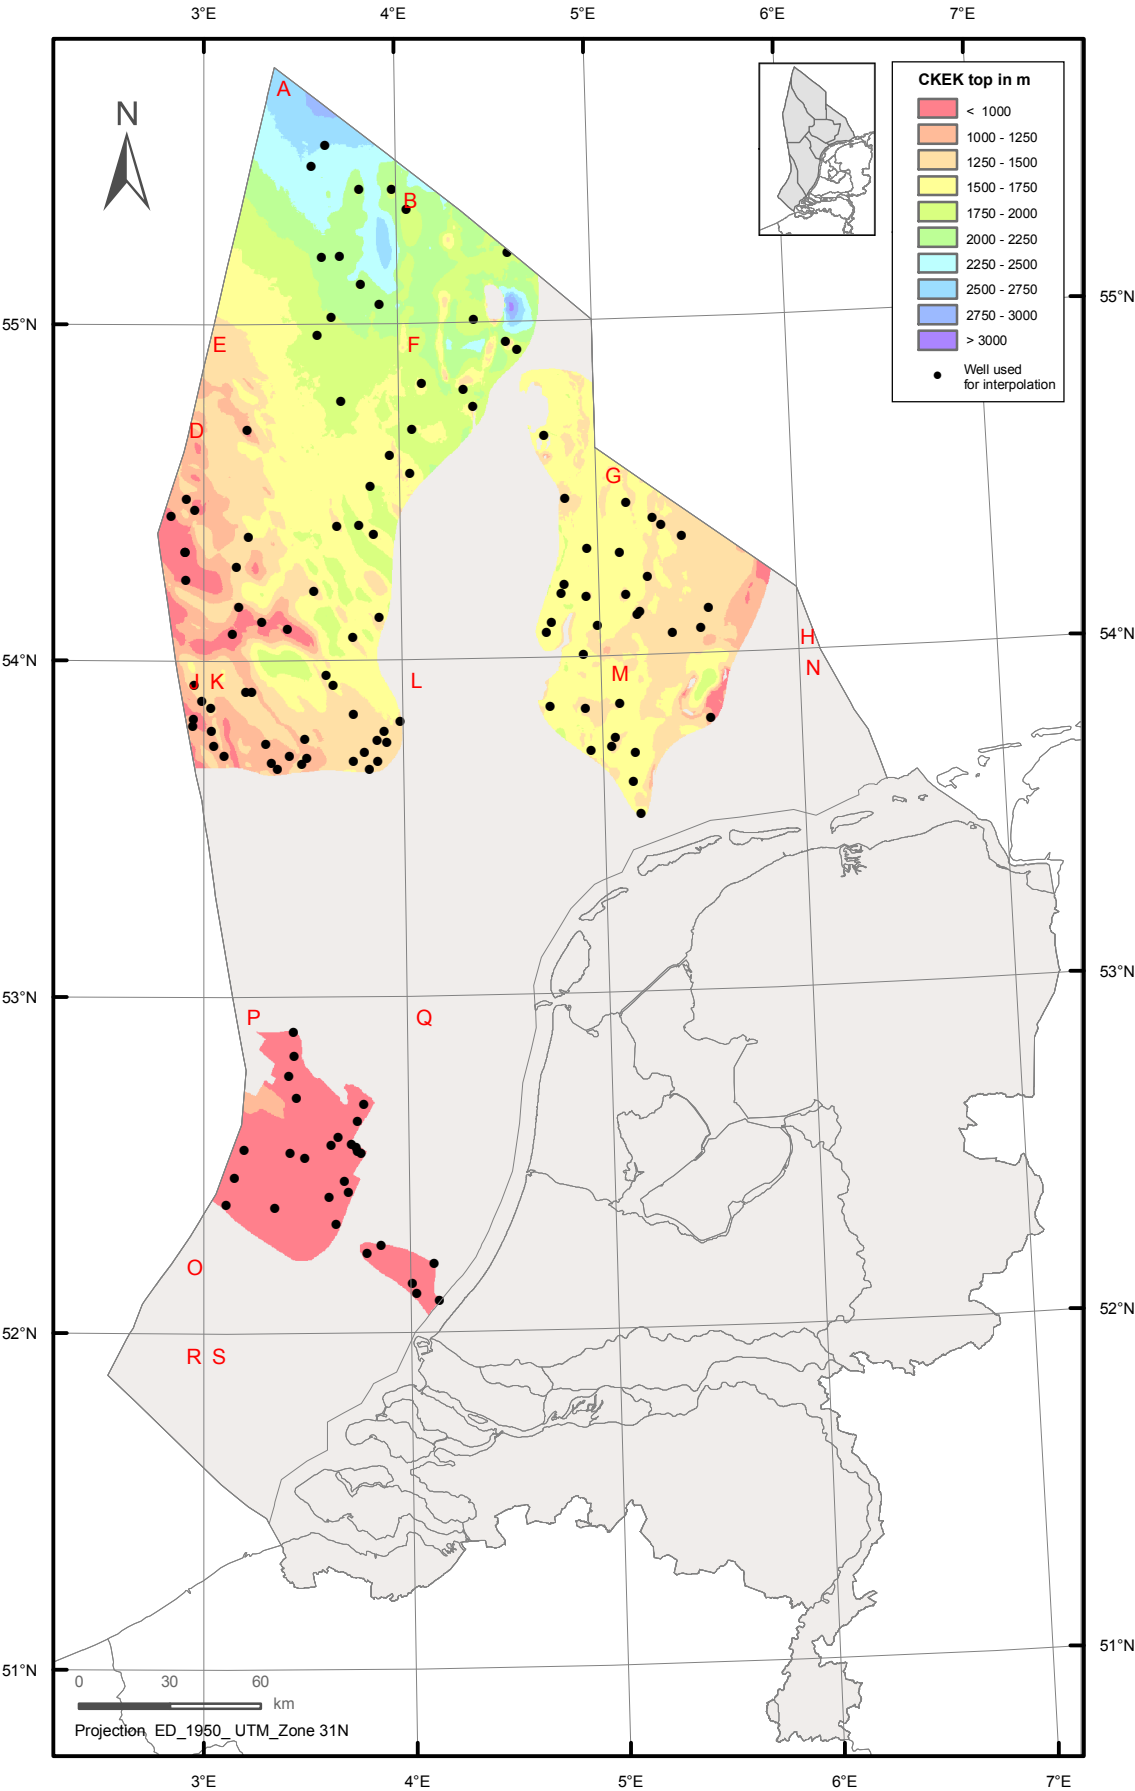 3°E 4°E 5°E 6°E 7°E
A
CKEK top in m
< 1000
N
1000 - 1250
1250 - 1500
1500 - 1750
B
1750 - 2000
2000 - 2250
2250 - 2500
2500 - 2750
55°N
2750 - 3000
55°N
> 3000
E F
Well used
for interpolation
D
G
54°N
H
54°N
J K L M N
53°N
53°N
P Q
O
52°N
52°N
R S
51°N
51°N
0 30 60
km
Projection_ED_1950_ UTM_Zone 31N
3°E 4°E 5°E 6°E 7°E